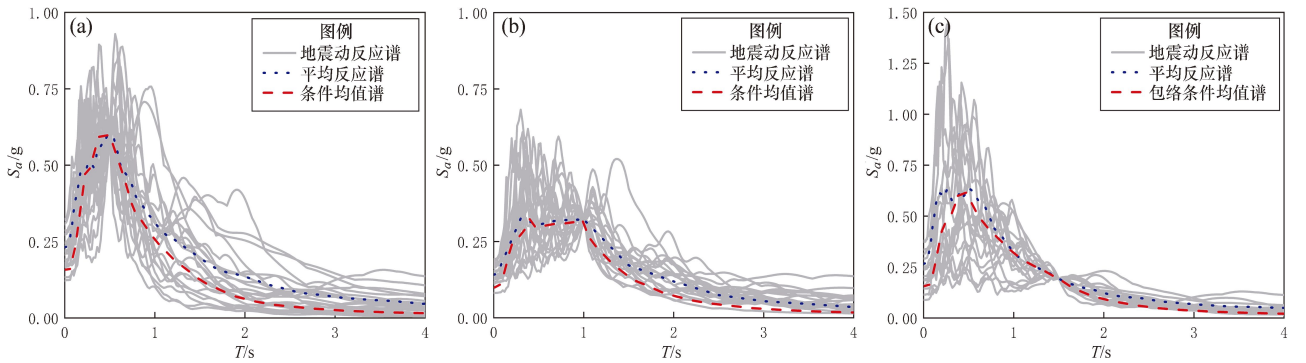 (a)
图例
地震动反应谱
平均反应谱
条件均值谱
1.00
0.75
0.50
0.25
0.00
Sa/g
0
1
2
3
4
T/s
(b)
图例
地震动反应谱
平均反应谱
条件均值谱
1.00
0.75
0.50
0.25
0.00
Sa/g
0
1
2
3
4
T/s
(c)
图例
地震动反应谱
平均反应谱
包络条件均值谱
1.50
1.25
1.00
0.75
0.50
0.25
0.00
Sa/g
0
1
2
3
4
T/s